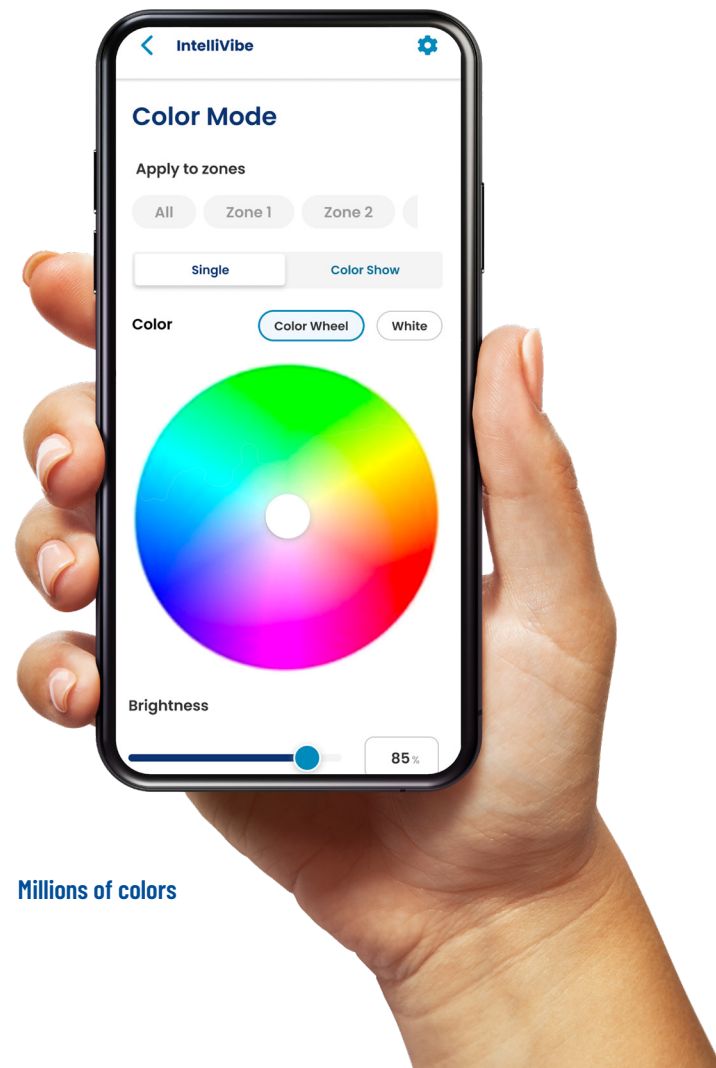 IntelliVibe
Color Mode
Apply to zones
All Zone 1 Zone 2
Single Color Show
Color Color Wheel White
Brightness
85%
Millions of colors